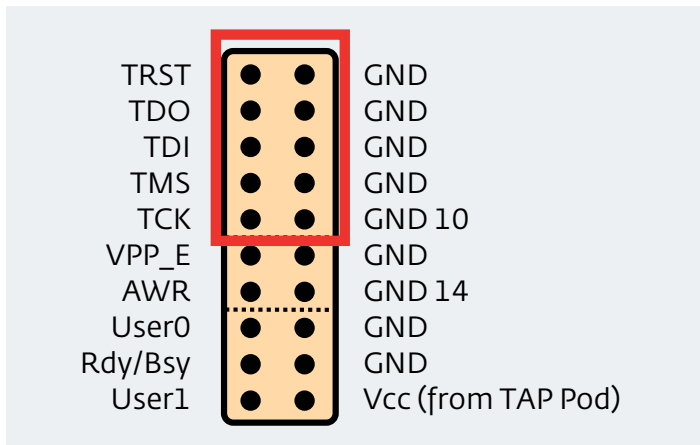 TRST GND
TDO GND
TDI GND
TMS GND
TCK GND 10
VPP_E GND
AWR GND 14
User0 GND
Rdy/Bsy GND
User1 Vcc (from TAP Pod)